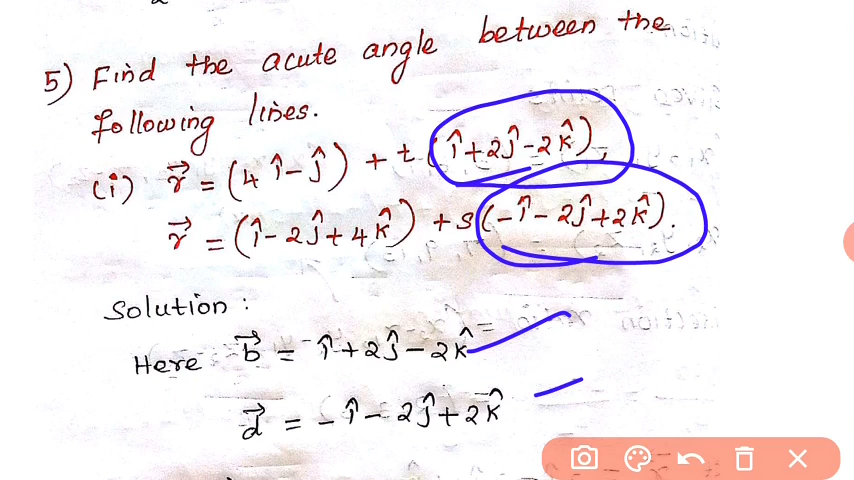 5) Find the acute angle between the
following lines.
(i) r⃗ = (4î-ĵ) + t(î+2ĵ-2k̂),
r⃗ = (î-2ĵ+4k̂) + s(-î-2ĵ+2k̂).
Solution :
Here b⃗ = î+2ĵ-2k̂
d⃗ = -î-2ĵ+2k̂